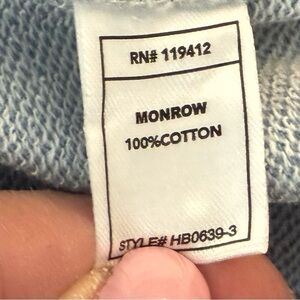 RN# 119412
MONROW
100%COTTON
STYLE# HB0639-3